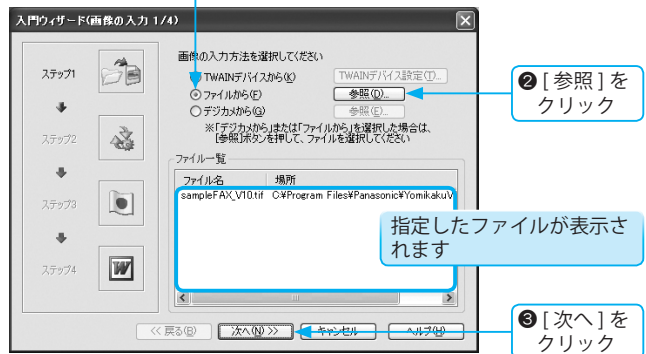 入門ウィザード(画像の入力 1/4)
画像の入力方法を選択してください
ステップ1
TWAINデバイスから(K)
TWAINデバイス設定(T)...
ファイルから(F)
参照(O)...
デジカメから(G)
参照(E)...
※「デジカメから」または「ファイルから」を選択した場合は、
[参照]ボタンを押して、ファイルを選択してください
ステップ2
ファイル一覧
ファイル名 場所
sampleFAX_V10.tif C:¥Program Files¥Panasonic¥YomikakuV
ステップ3
ステップ4
<< 戻る(B)
次へ(N) >>
キャンセル
ヘルプ(H)
❷ [ 参照 ] を
クリック
指定したファイルが表示さ
れます
❸ [ 次へ ] を
クリック